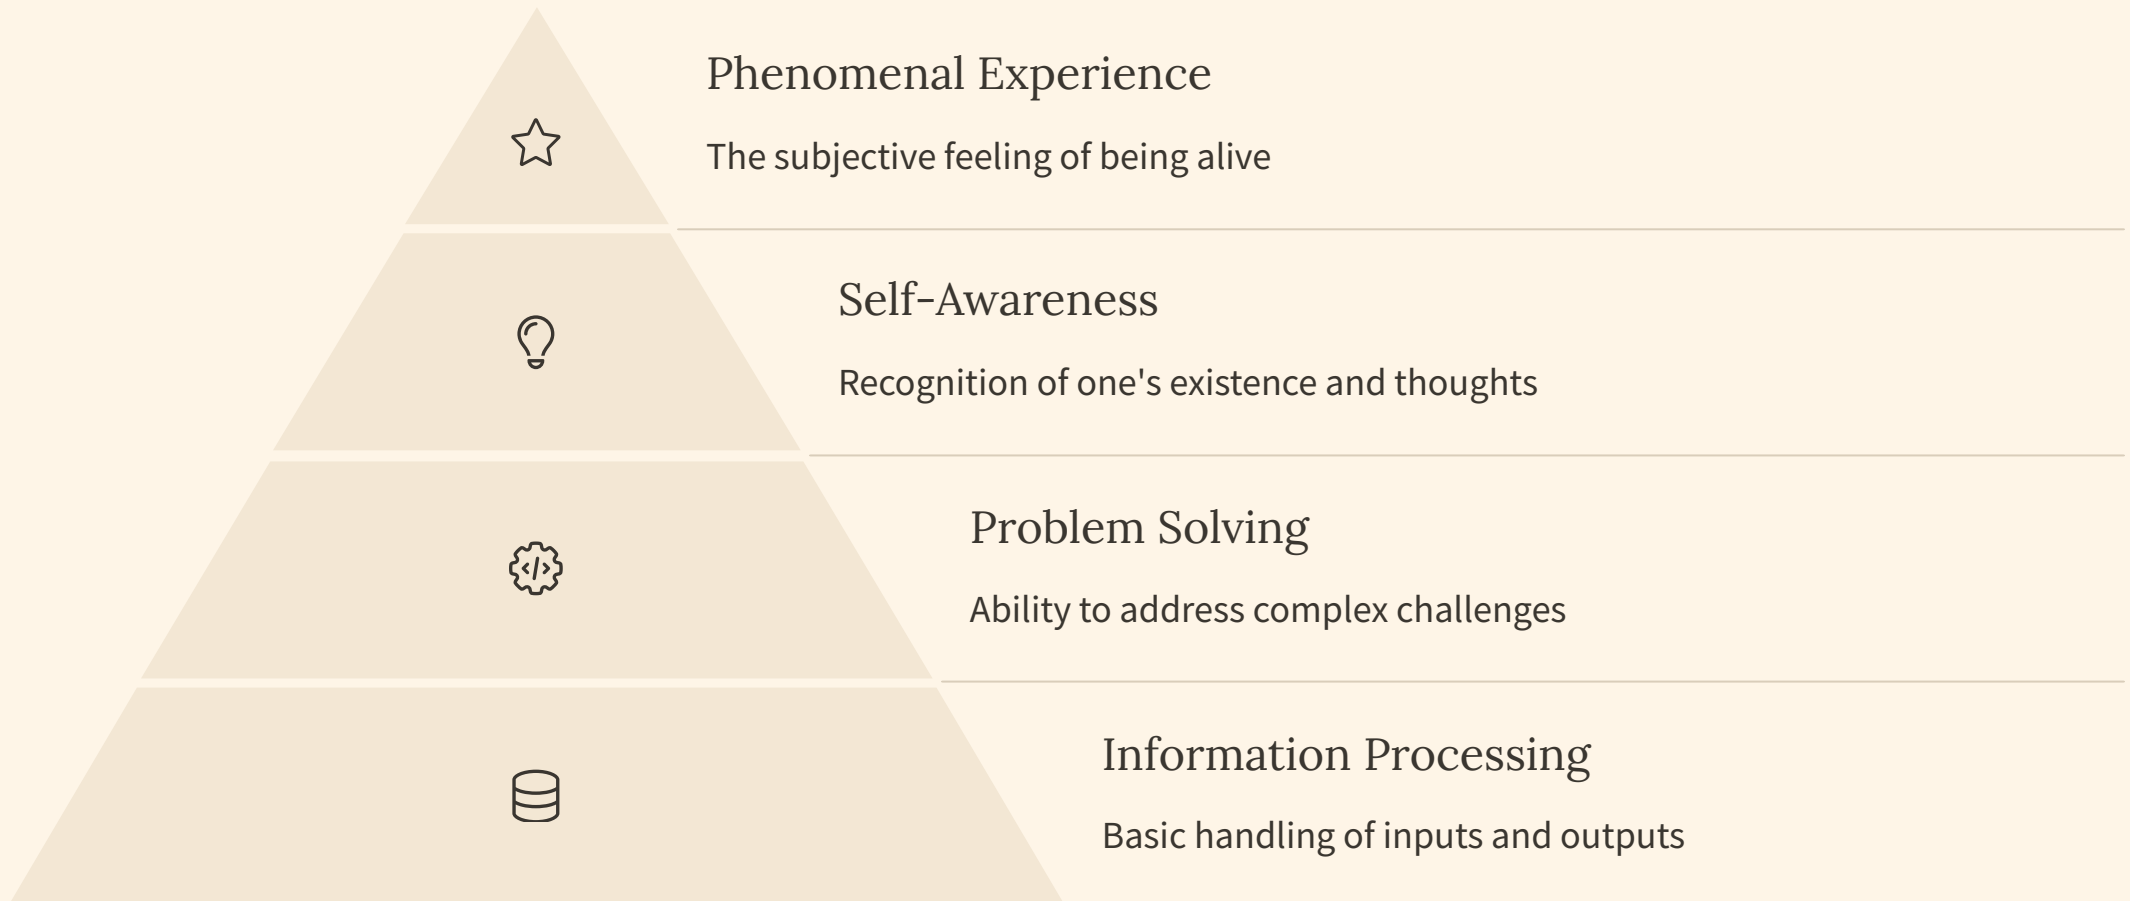 Phenomenal Experience
The subjective feeling of being alive
Self-Awareness
Recognition of one's existence and thoughts
Problem Solving
Ability to address complex challenges
Information Processing
Basic handling of inputs and outputs